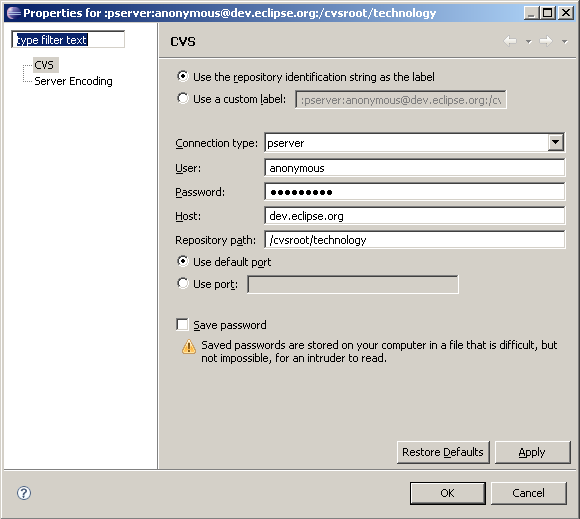 Properties for :pserver:anonymous@dev.eclipse.org:/cvsroot/technology
type filter text
CVS
Server Encoding
CVS
Use the repository identification string as the label
Use a custom label: :pserver:anonymous@dev.eclipse.org:/cv
Connection type: pserver
User: anonymous
Password: ●●●●●●●●●
Host: dev.eclipse.org
Repository path: /cvsroot/technology
Use default port
Use port:
Save password
Saved passwords are stored on your computer in a file that is difficult, but
not impossible, for an intruder to read.
Restore Defaults Apply
? OK Cancel